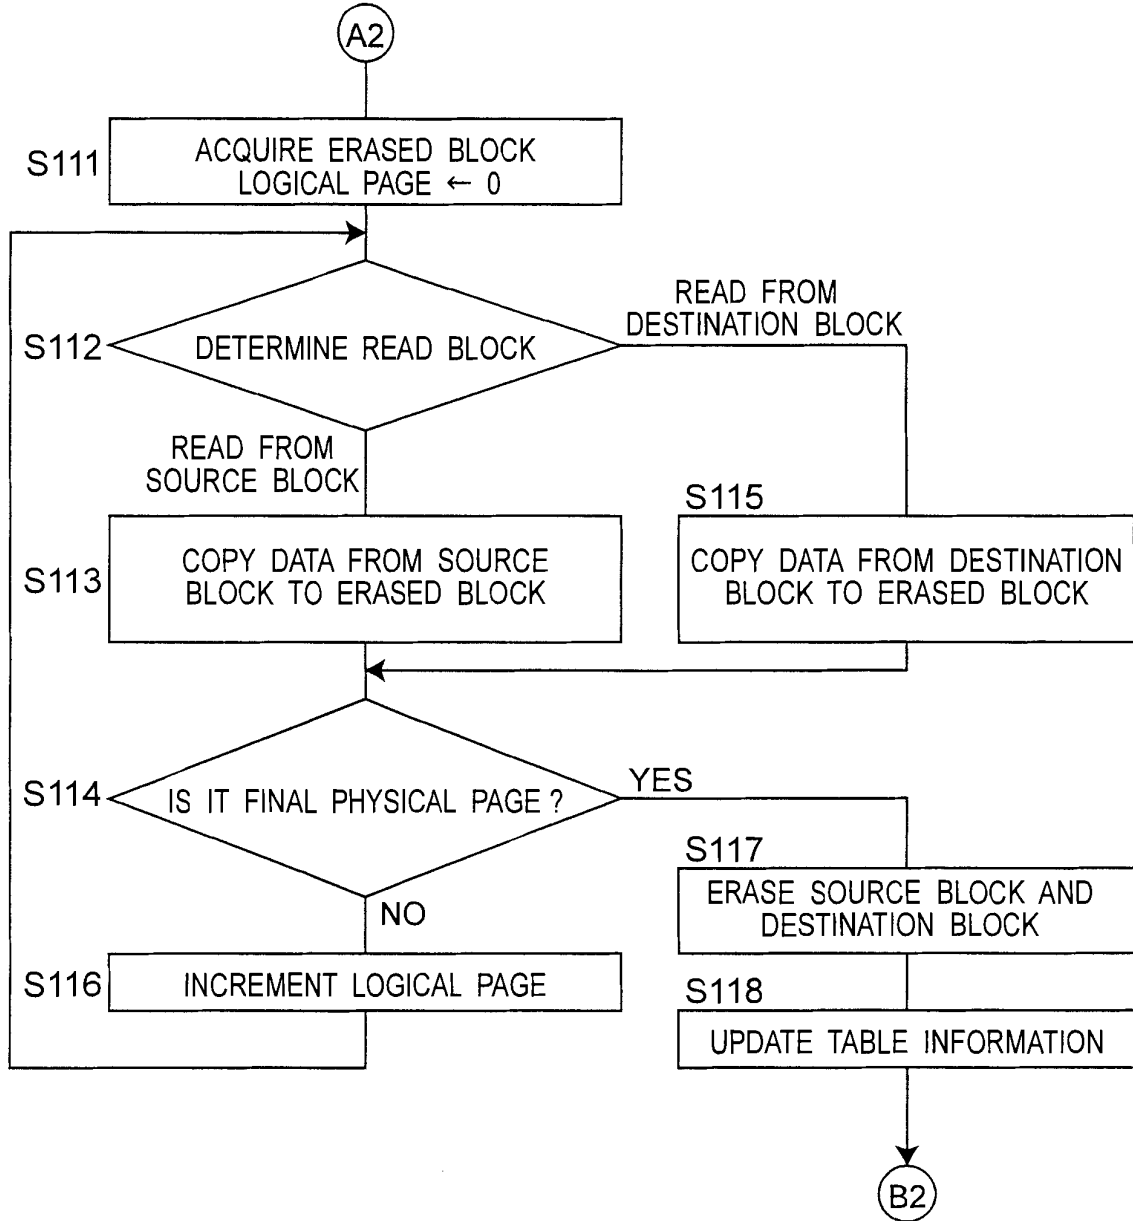 A2
S111
ACQUIRE ERASED BLOCK
LOGICAL PAGE ← 0
READ FROM
DESTINATION BLOCK
S112
DETERMINE READ BLOCK
READ FROM
SOURCE BLOCK
S113
COPY DATA FROM SOURCE
BLOCK TO ERASED BLOCK
S115
COPY DATA FROM DESTINATION
BLOCK TO ERASED BLOCK
S114
IS IT FINAL PHYSICAL PAGE ?
YES
NO
S116
INCREMENT LOGICAL PAGE
S117
ERASE SOURCE BLOCK AND
DESTINATION BLOCK
S118
UPDATE TABLE INFORMATION
B2